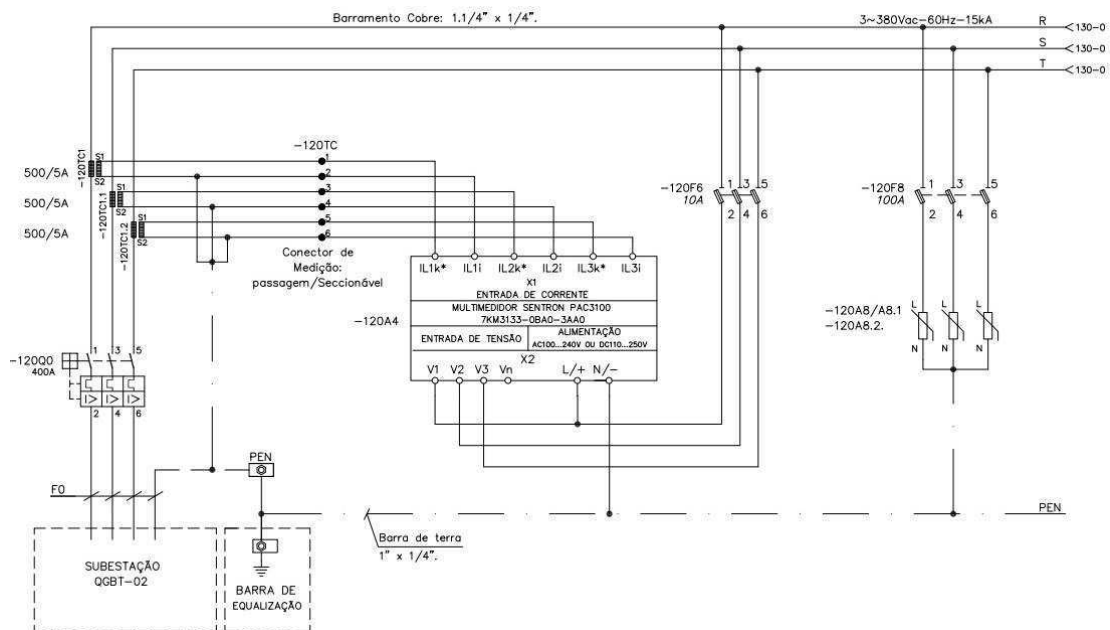 Barramento Cobre: 1.1/4" x 1/4".
3~380Vac-60Hz-15kA
R
<130-0
S
<130-0
T
<130-0
-120TC
-120TC1
S1
S2
500/5A
-120TC1.1
S1
S2
500/5A
-120TC1.2
S1
S2
500/5A
1
2
3
4
5
6
Conector de
Medição:
passagem/Seccionável
-120F6
10A
1 3 5
2 4 6
-120F8
100A
1 3 5
2 4 6
IL1k* IL1i IL2k* IL2i IL3k* IL3i
X1
ENTRADA DE CORRENTE
MULTIMEDIDOR SENTRON PAC3100
7KM3133-0BA0-3AA0
-120A4
ENTRADA DE TENSÃO
ALIMENTAÇÃO
AC100...240V OU DC110...250V
X2
V1 V2 V3 Vn L/+ N/-
-120A8/A8.1
-120A8.2.
L L L
N N N
-120Q0
400A
1 3 5
I> I> I>
2 4 6
PEN
F0
PEN
Barra de terra
1" x 1/4".
SUBESTAÇÃO
QGBT-02
BARRA DE
EQUALIZAÇÃO